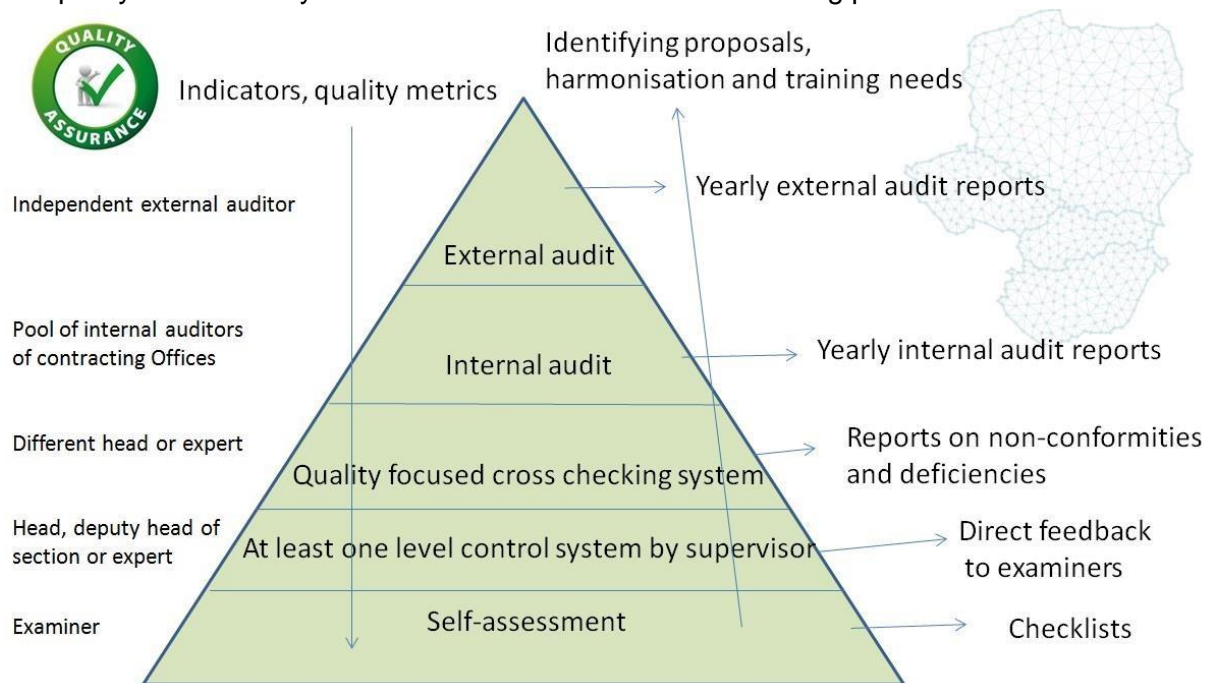 QUALITY
ASSURANCE
Indicators, quality metrics
Identifying proposals,
harmonisation and training needs
Independent external auditor
External audit
Yearly external audit reports
Pool of internal auditors
of contracting Offices
Internal audit
Yearly internal audit reports
Different head or expert
Quality focused cross checking system
Reports on non-conformities
and deficiencies
Head, deputy head of
section or expert
At least one level control system by supervisor
Direct feedback
to examiners
Examiner
Self-assessment
Checklists